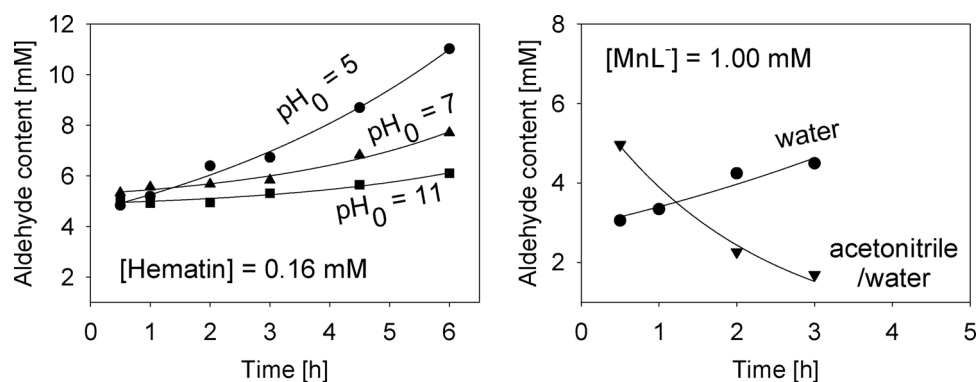 Aldehyde content [mM]
12
10
8
6
4
2
pH₀ = 5
pH₀ = 7
pH₀ = 11
[Hematin] = 0.16 mM
0 1 2 3 4 5 6
Time [h]
Aldehyde content [mM]
8
6
4
2
[MnL⁻] = 1.00 mM
water
acetonitrile
/water
0 1 2 3 4 5
Time [h]